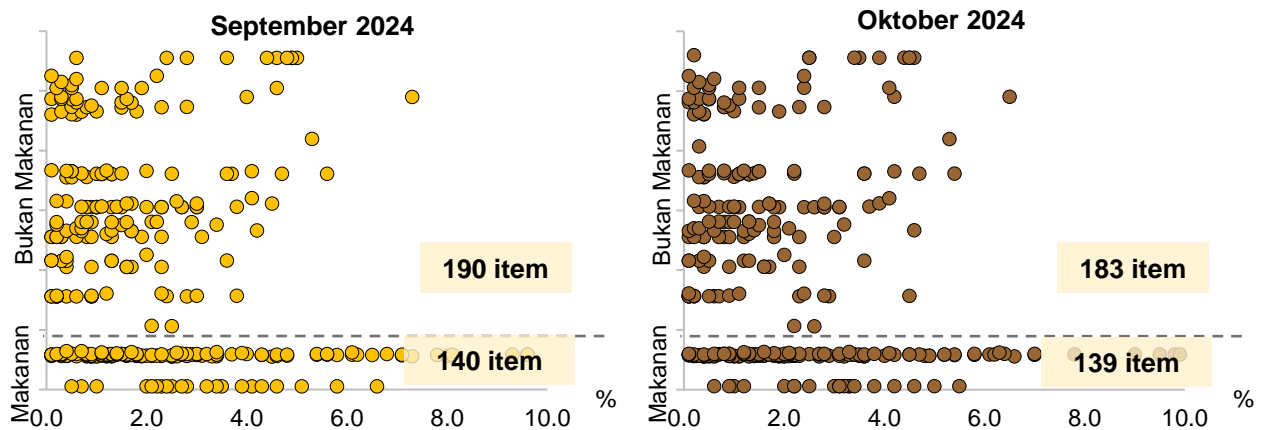 September 2024
Bukan Makanan
Makanan
190 item
140 item
0.0 2.0 4.0 6.0 8.0 10.0
%
Oktober 2024
Bukan Makanan
Makanan
183 item
139 item
0.0 2.0 4.0 6.0 8.0 10.0
%